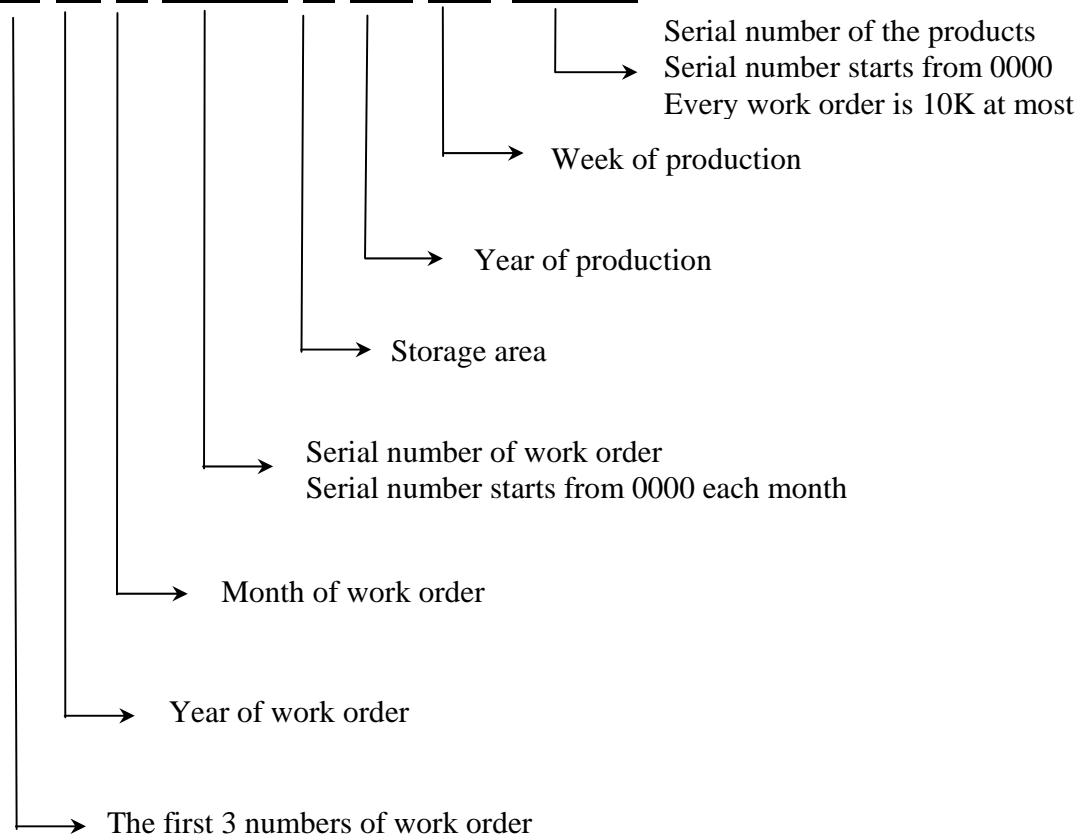 Serial number of the products
Serial number starts from 0000
Every work order is 10K at most
Week of production
Year of production
Storage area
Serial number of work order
Serial number starts from 0000 each month
Month of work order
Year of work order
The first 3 numbers of work order